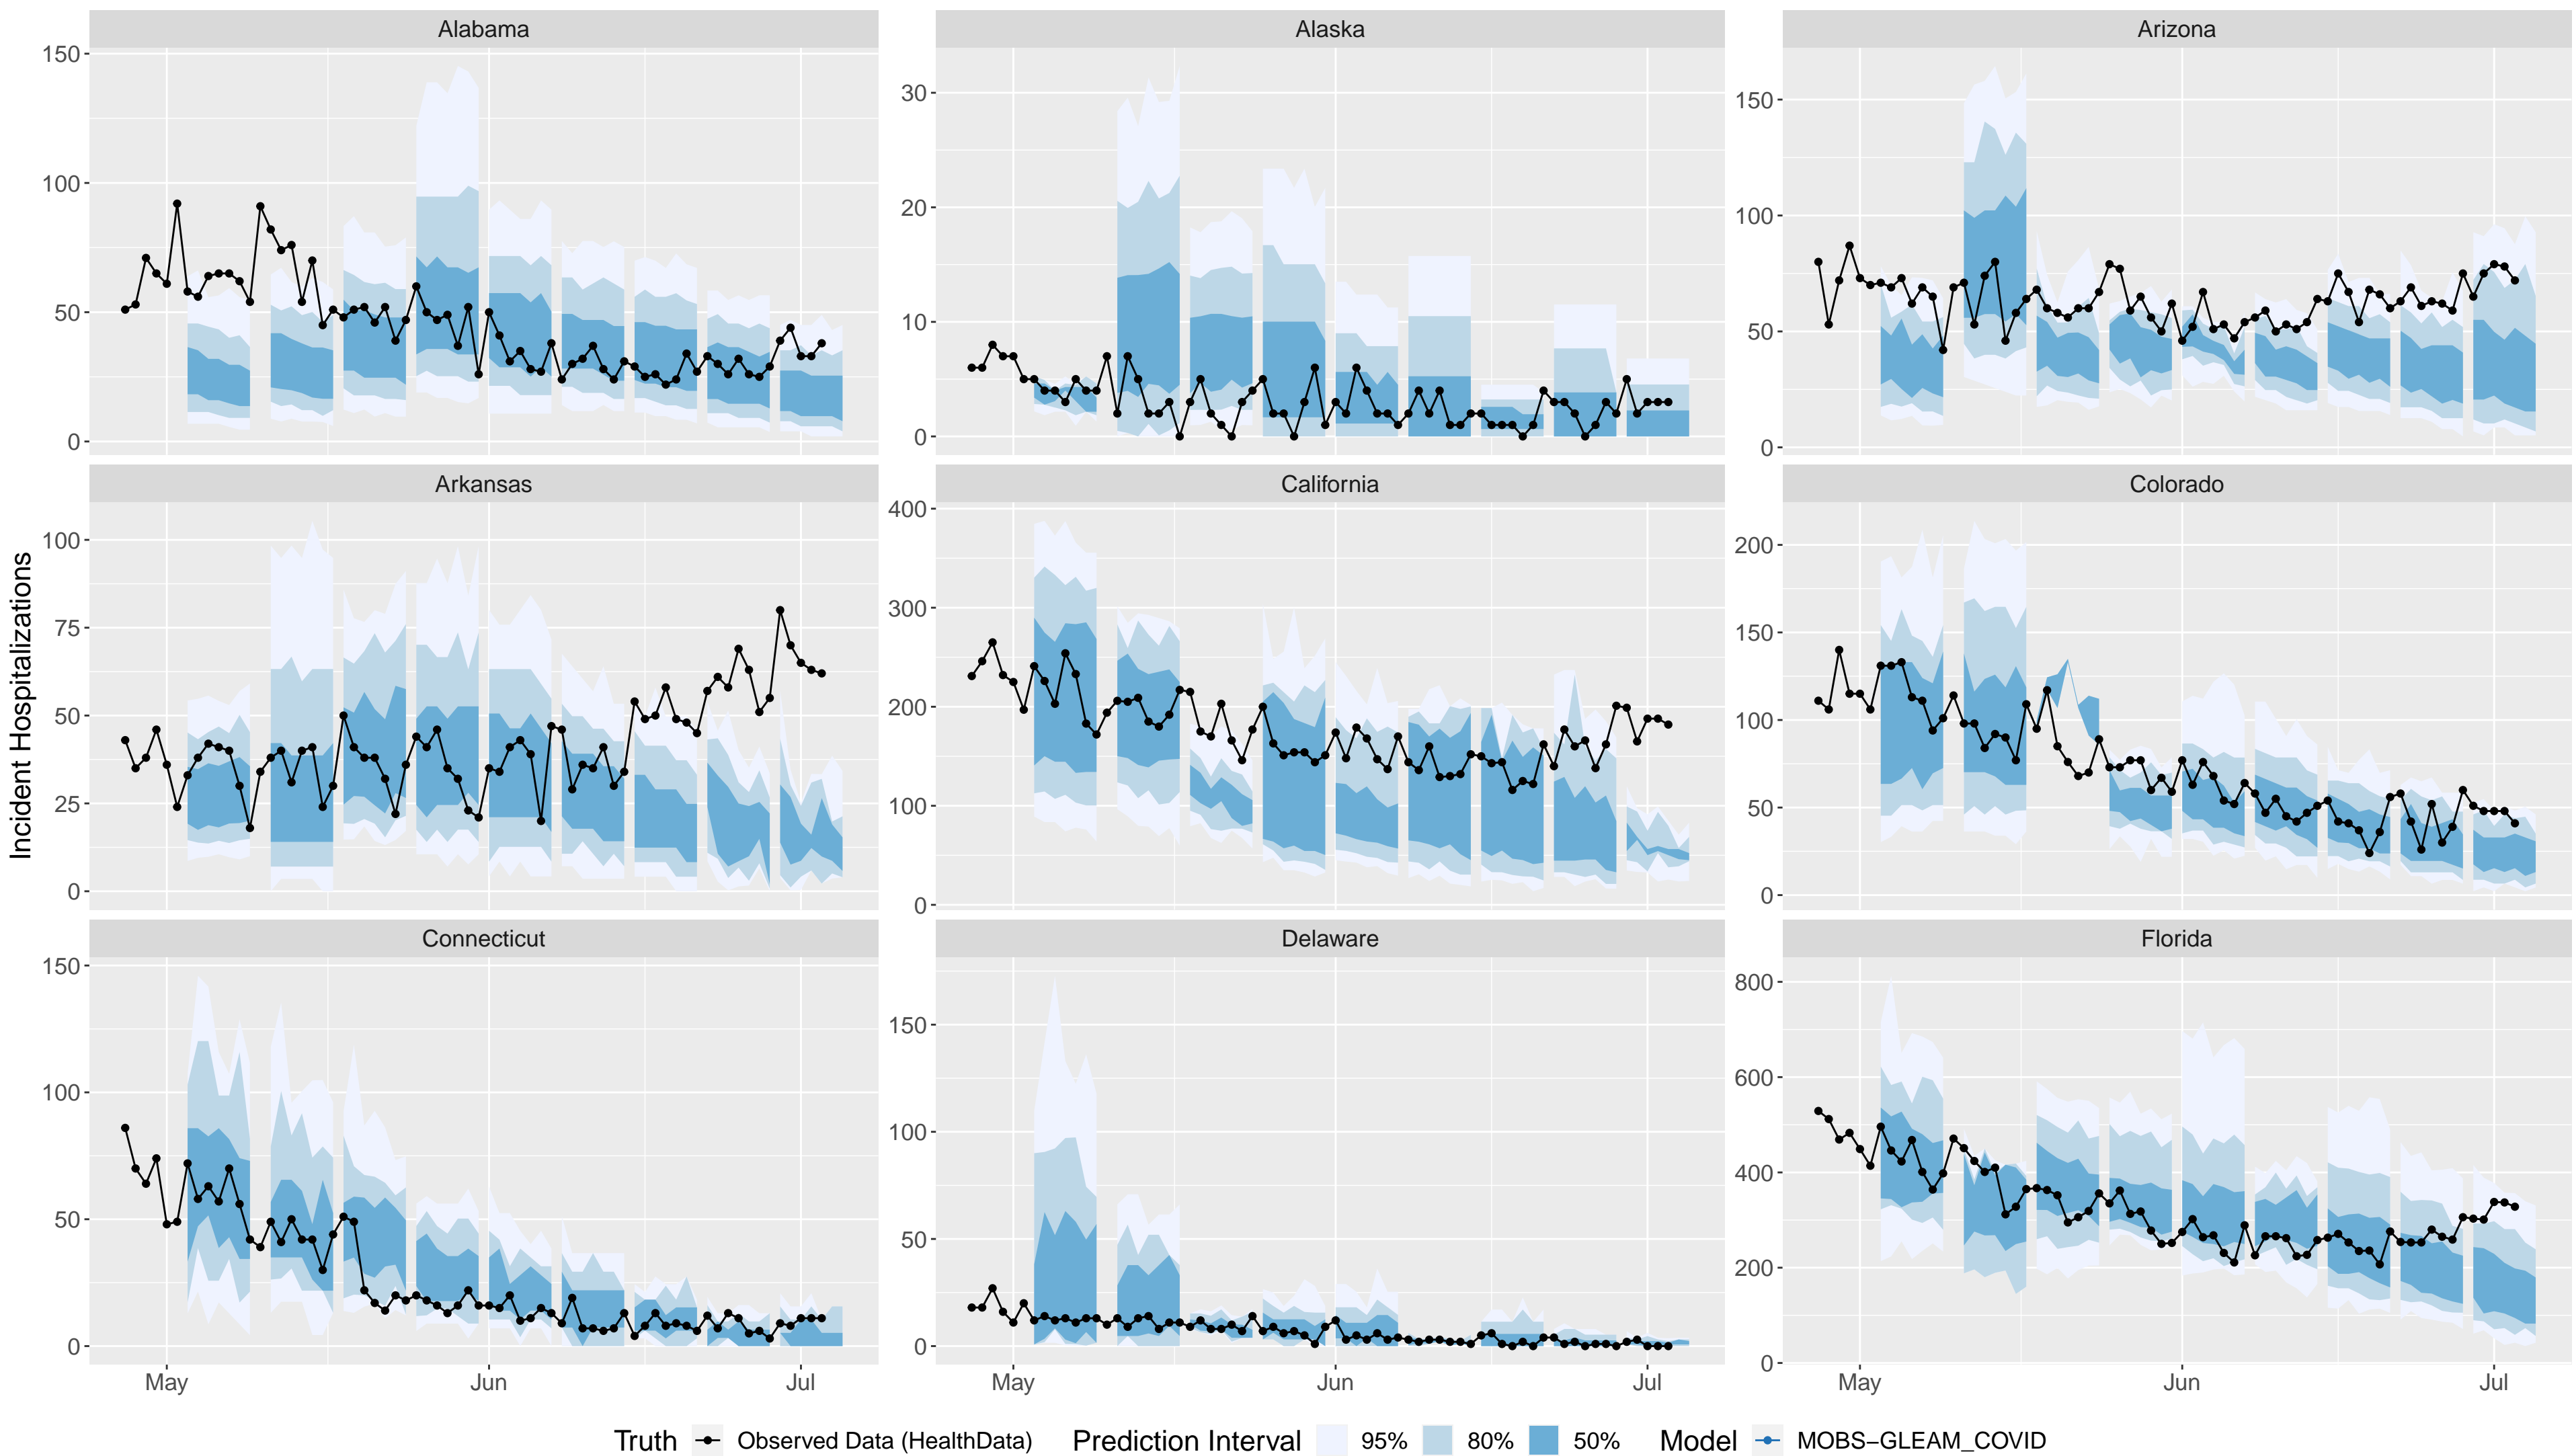 Alabama Alaska Arizona
150 100 50 0
30 20 10 0
150 100 50 0
Incident Hospitalizations
Arkansas California Colorado
100 75 50 25 0
400 300 200 100 0
200 150 100 50 0
Connecticut Delaware Florida
150 100 50 0
150 100 50 0
800 600 400 200 0
May Jun Jul May Jun Jul May Jun Jul
Truth Observed Data (HealthData) Prediction Interval 95% 80% 50% Model MOBS−GLEAM_COVID